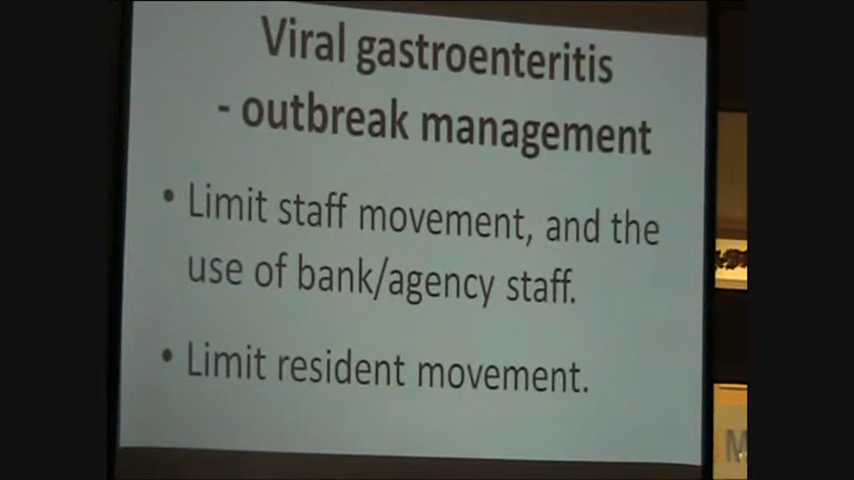 Viral gastroenteritis
- outbreak management
• Limit staff movement, and the
use of bank/agency staff.
• Limit resident movement.
M